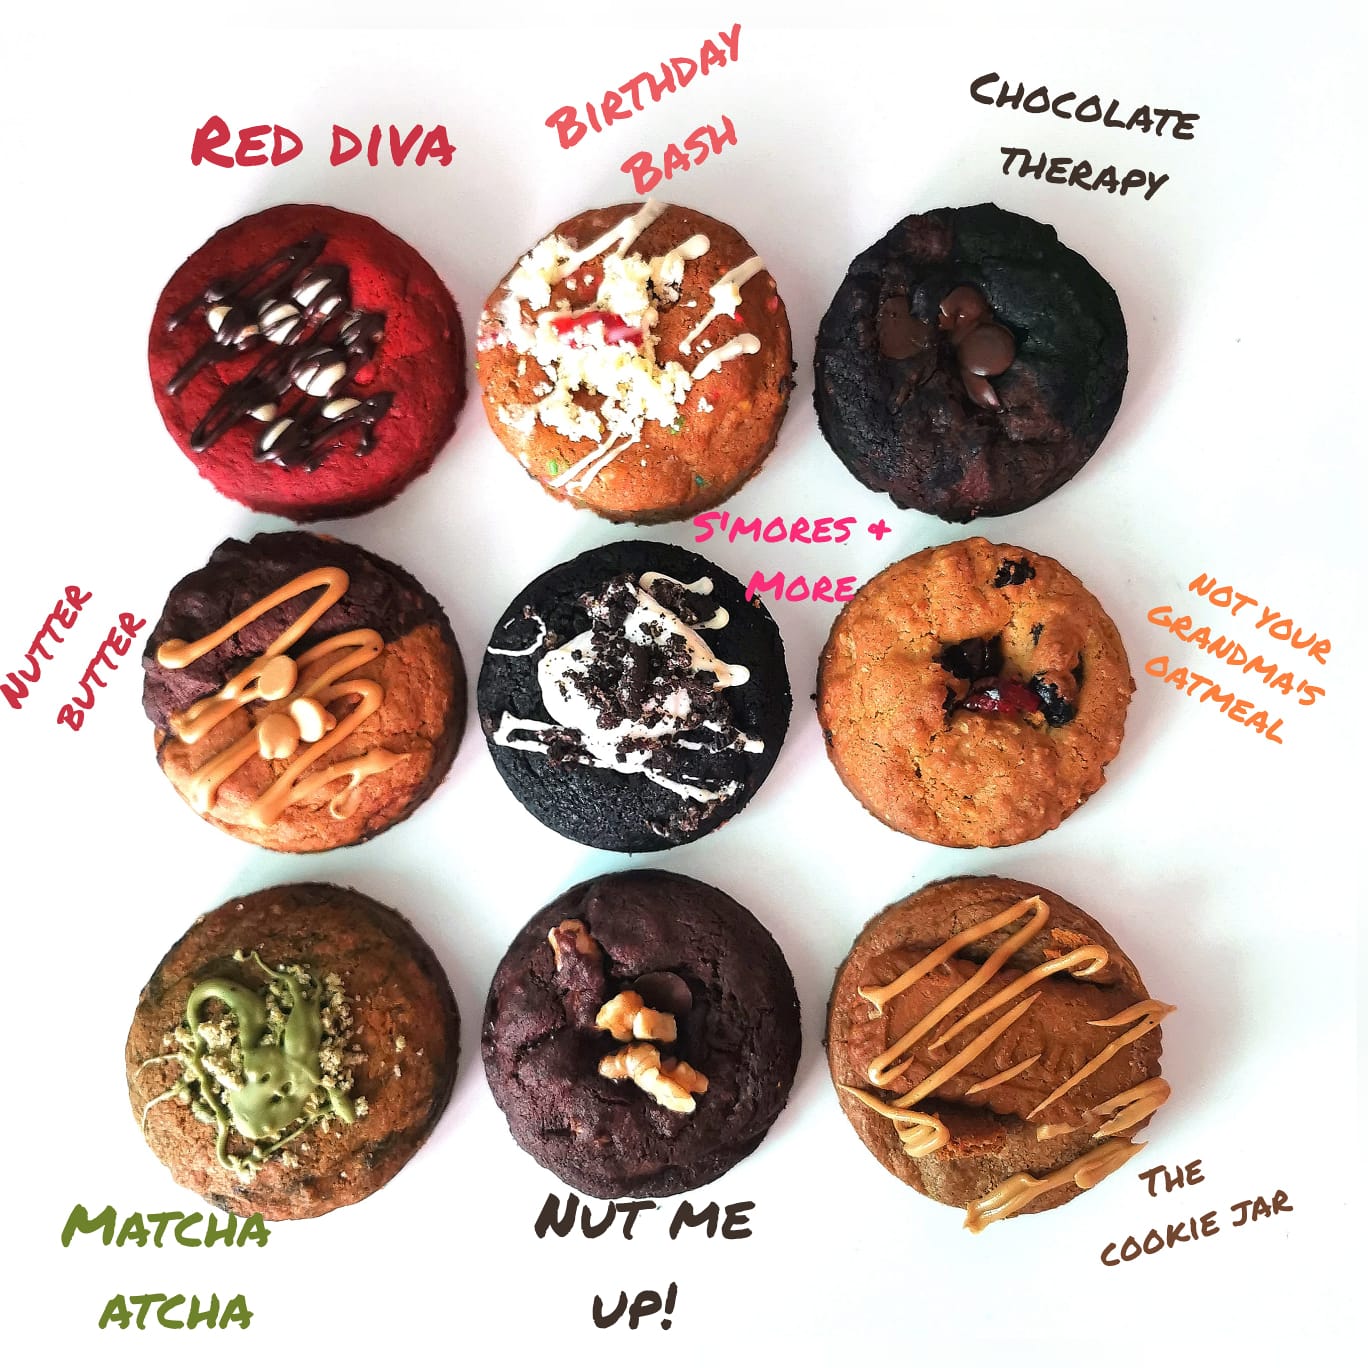 Red diva
Birthday
Bash
Chocolate
therapy
Nutter
butter
S'mores &
More
not your
grandma's
oatmeal
Matcha
atcha
Nut me
up!
The
cookie jar